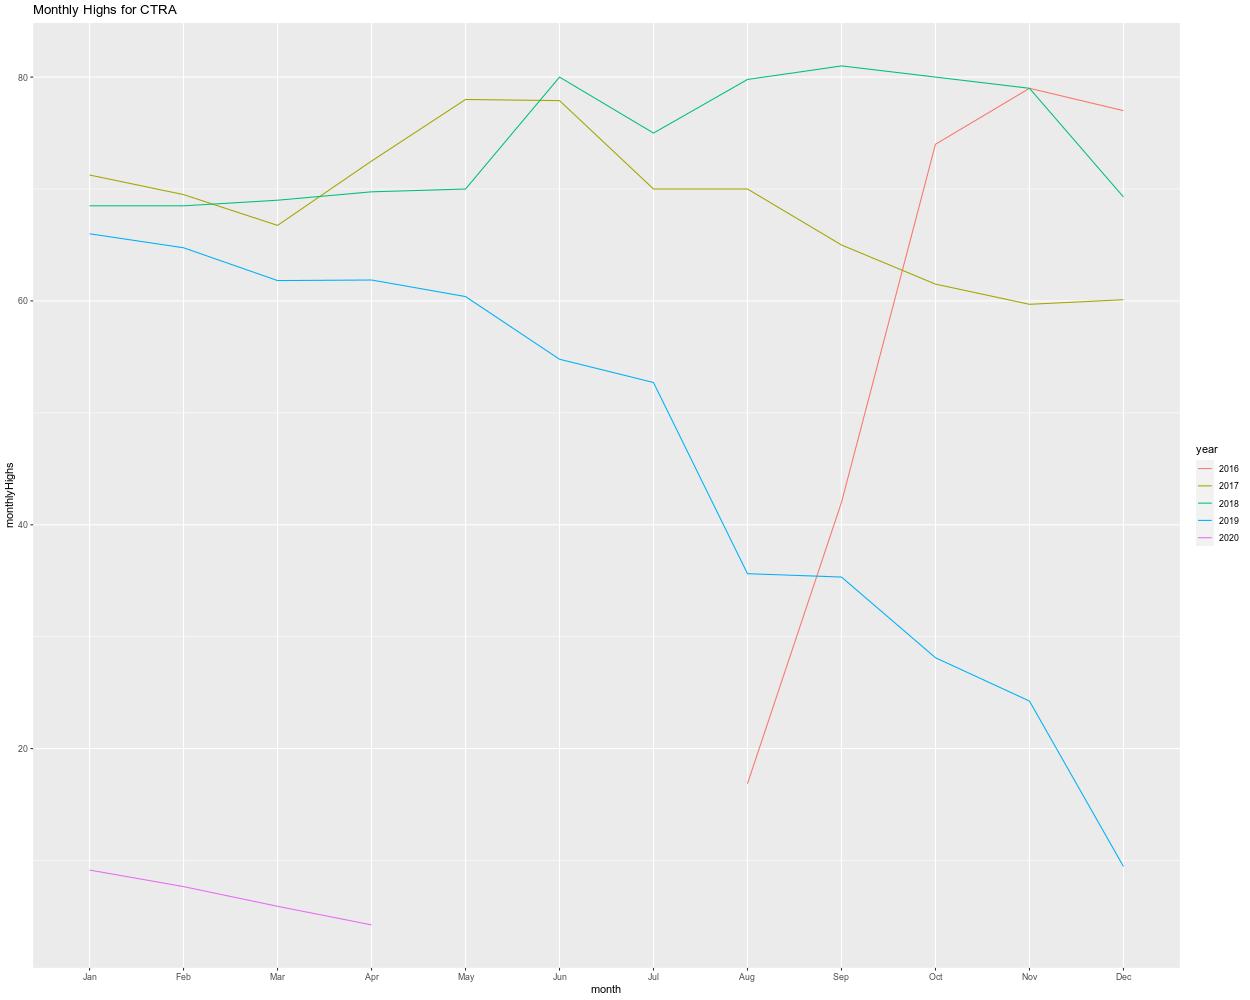 Monthly Highs for CTRA
monthlyHighs
80
60
40
20
Jan Feb Mar Apr May Jun Jul Aug Sep Oct Nov Dec
month
year
2016
2017
2018
2019
2020